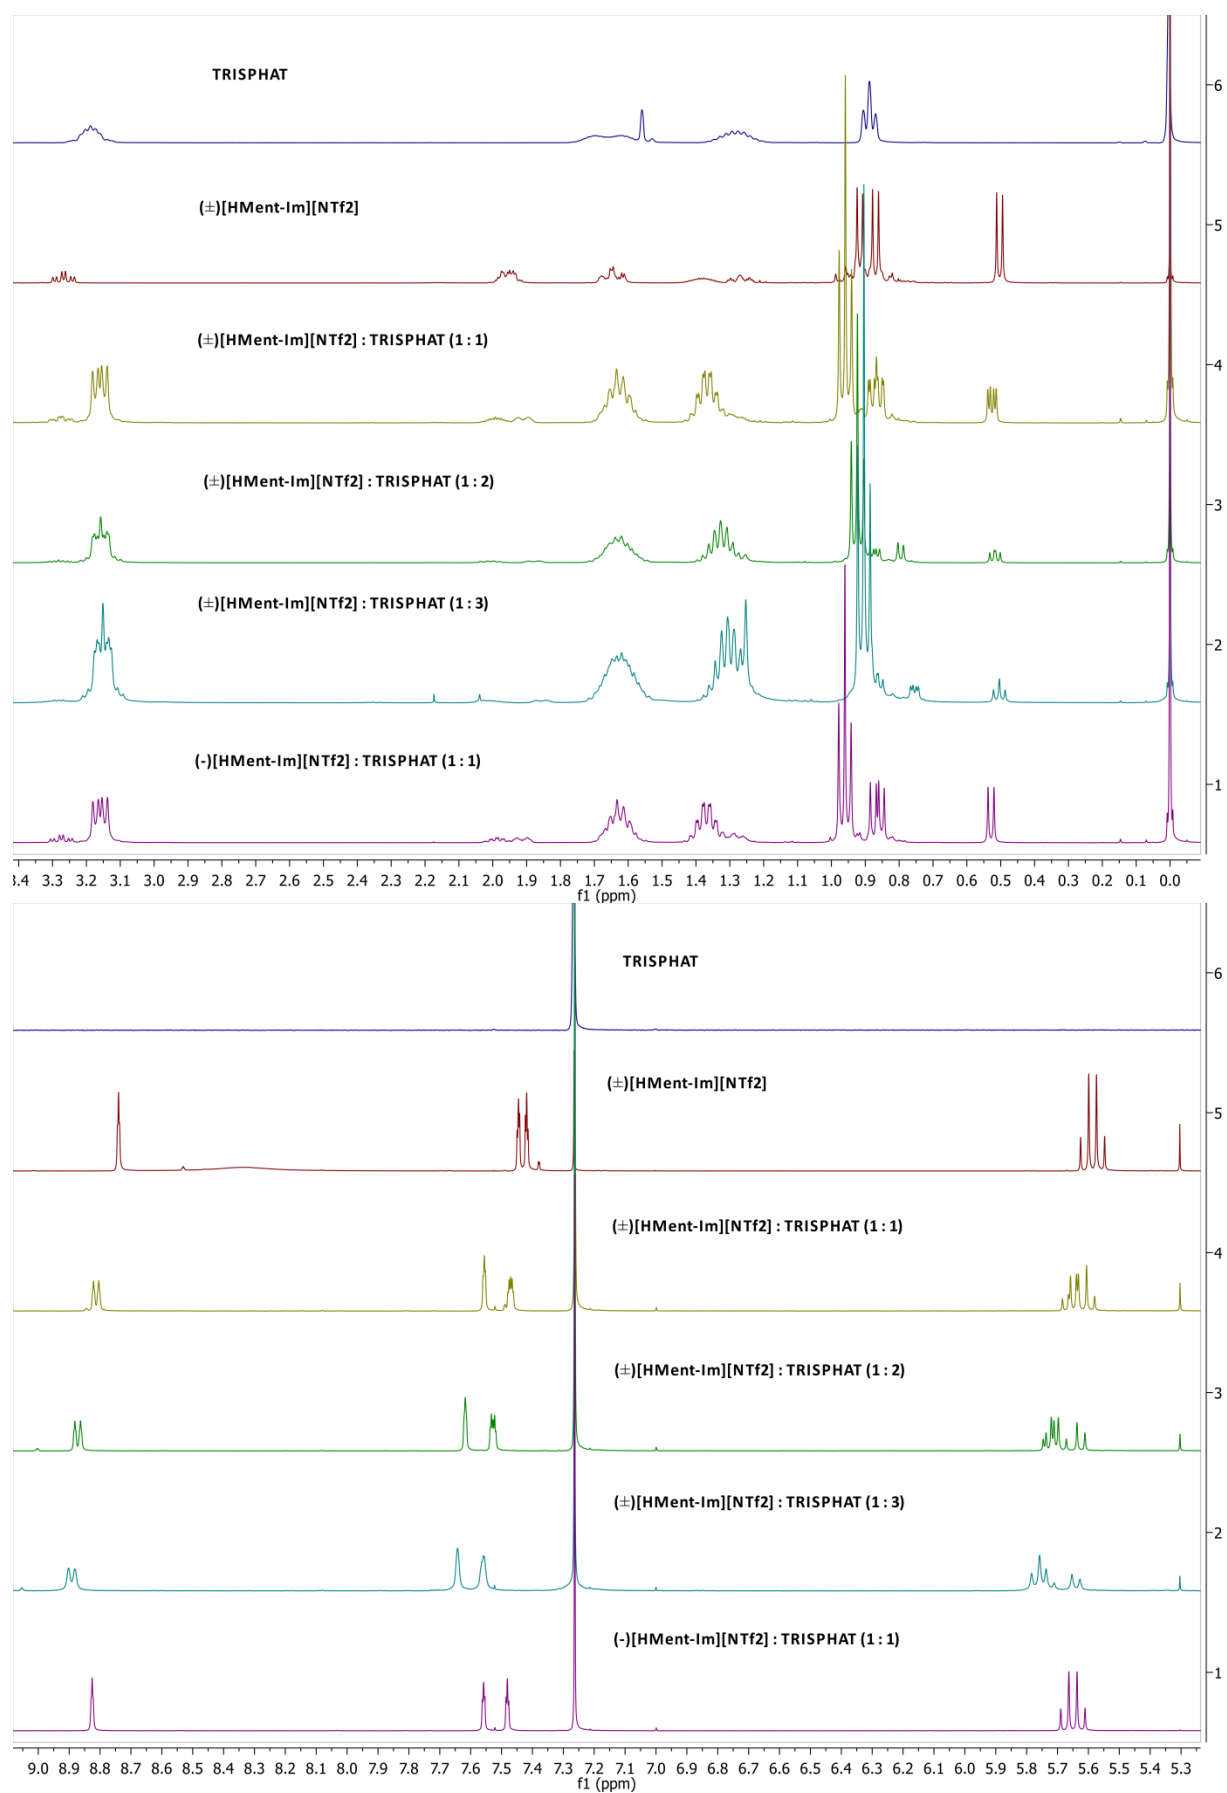 TRISPHAT
6
(±)[HMent-Im][NTf2]
5
(±)[HMent-Im][NTf2] : TRISPHAT (1 : 1)
4
(±)[HMent-Im][NTf2] : TRISPHAT (1 : 2)
3
(±)[HMent-Im][NTf2] : TRISPHAT (1 : 3)
2
(-)[HMent-Im][NTf2] : TRISPHAT (1 : 1)
1
3.4 3.3 3.2 3.1 3.0 2.9 2.8 2.7 2.6 2.5 2.4 2.3 2.2 2.1 2.0 1.9 1.8 1.7 1.6 1.5 1.4 1.3 1.2 1.1 1.0 0.9 0.8 0.7 0.6 0.5 0.4 0.3 0.2 0.1 0.0
f1 (ppm)
TRISPHAT
6
(±)[HMent-Im][NTf2]
5
(±)[HMent-Im][NTf2] : TRISPHAT (1 : 1)
4
(±)[HMent-Im][NTf2] : TRISPHAT (1 : 2)
3
(±)[HMent-Im][NTf2] : TRISPHAT (1 : 3)
2
(-)[HMent-Im][NTf2] : TRISPHAT (1 : 1)
1
9.0 8.9 8.8 8.7 8.6 8.5 8.4 8.3 8.2 8.1 8.0 7.9 7.8 7.7 7.6 7.5 7.4 7.3 7.2 7.1 7.0 6.9 6.8 6.7 6.6 6.5 6.4 6.3 6.2 6.1 6.0 5.9 5.8 5.7 5.6 5.5 5.4 5.3
f1 (ppm)